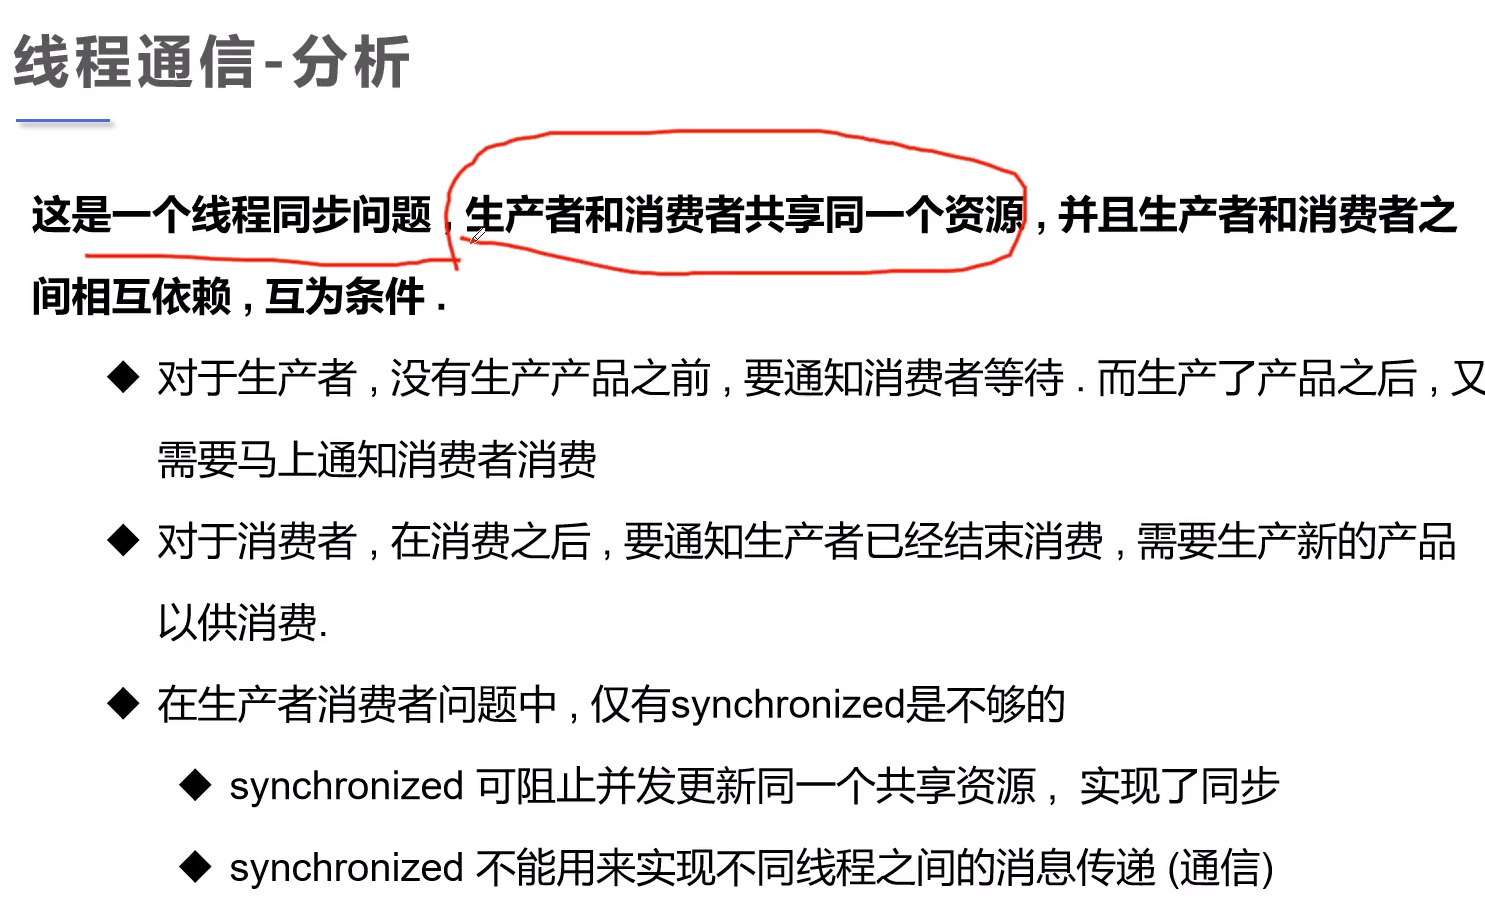 线程通信-分析
这是一个线程同步问题 , 生产者和消费者共享同一个资源 , 并且生产者和消费者之
间相互依赖 , 互为条件 .
◆ 对于生产者 , 没有生产产品之前 , 要通知消费者等待 . 而生产了产品之后 , 又
需要马上通知消费者消费
◆ 对于消费者 , 在消费之后 , 要通知生产者已经结束消费 , 需要生产新的产品
以供消费.
◆ 在生产者消费者问题中 , 仅有synchronized是不够的
◆ synchronized 可阻止并发更新同一个共享资源 , 实现了同步
◆ synchronized 不能用来实现不同线程之间的消息传递 (通信)